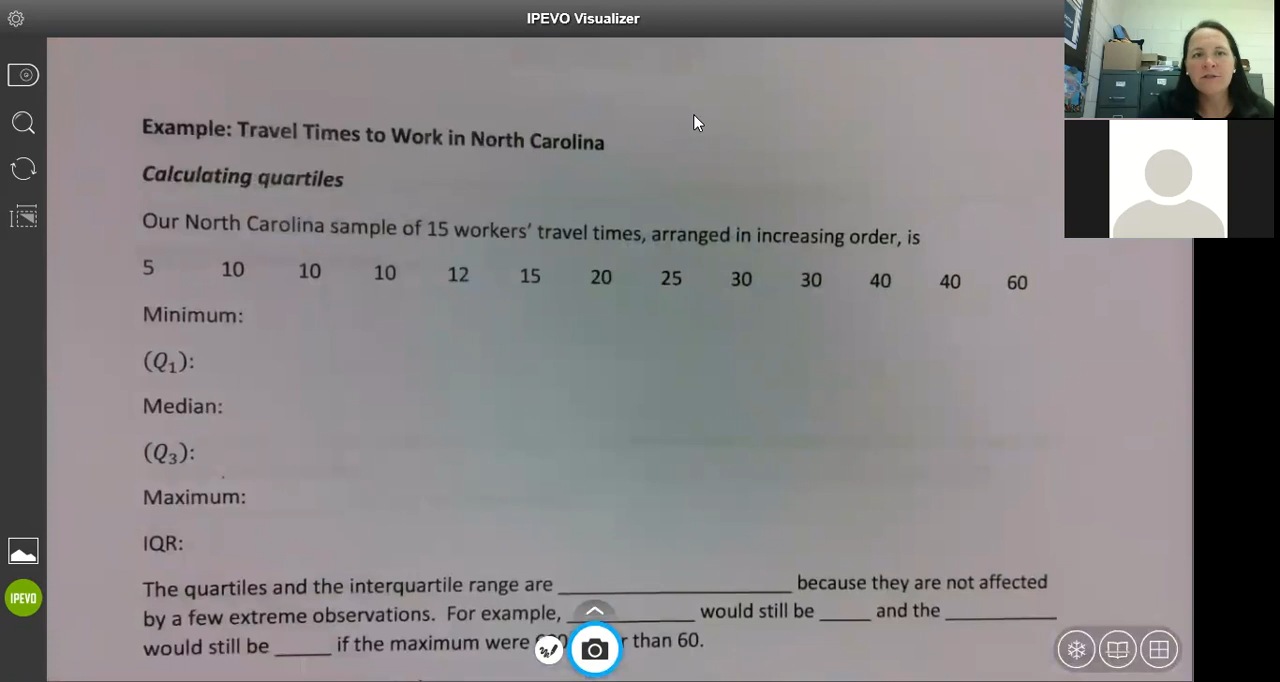 IPEVO Visualizer
Example: Travel Times to Work in North Carolina
Calculating quartiles
Our North Carolina sample of 15 workers' travel times, arranged in increasing order, is
5 10 10 10 12 15 20 25 30 30 40 40 60
Minimum:
(Q₁):
Median:
(Q₃):
Maximum:
IQR:
The quartiles and the interquartile range are ____________________ because they are not affected
by a few extreme observations. For example, ___________ would still be _____ and the __________
would still be _____ if the maximum were than 60.
IPEVO